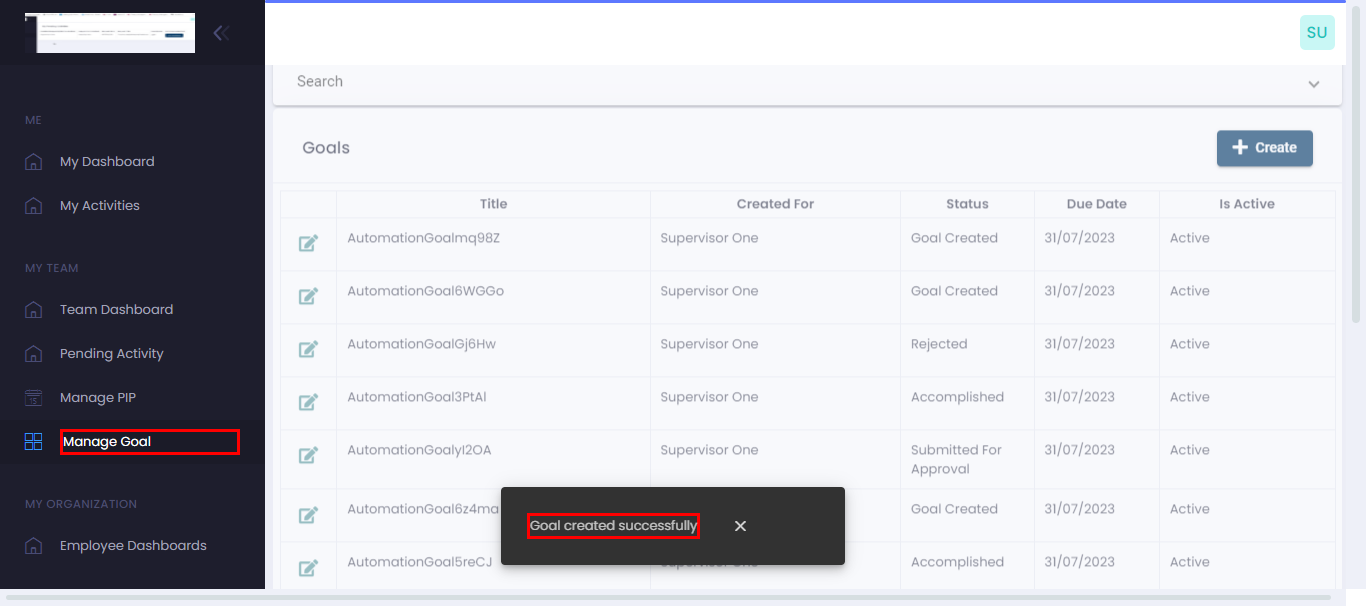 SU
Search
ME
My Dashboard
My Activities
MY TEAM
Team Dashboard
Pending Activity
Manage PIP
Manage Goal
MY ORGANIZATION
Employee Dashboards
Goals
Create
Title Created For Status Due Date Is Active
AutomationGoalmq98Z Supervisor One Goal Created 31/07/2023 Active
AutomationGoal6WGGo Supervisor One Goal Created 31/07/2023 Active
AutomationGoalGj6Hw Supervisor One Rejected 31/07/2023 Active
AutomationGoal3PtAl Supervisor One Accomplished 31/07/2023 Active
AutomationGoalyI2OA Supervisor One Submitted For 31/07/2023 Active
Approval
AutomationGoal6z4ma Goal Created 31/07/2023 Active
Goal created successfully
AutomationGoal5reCJ Supervisor One Accomplished 31/07/2023 Active